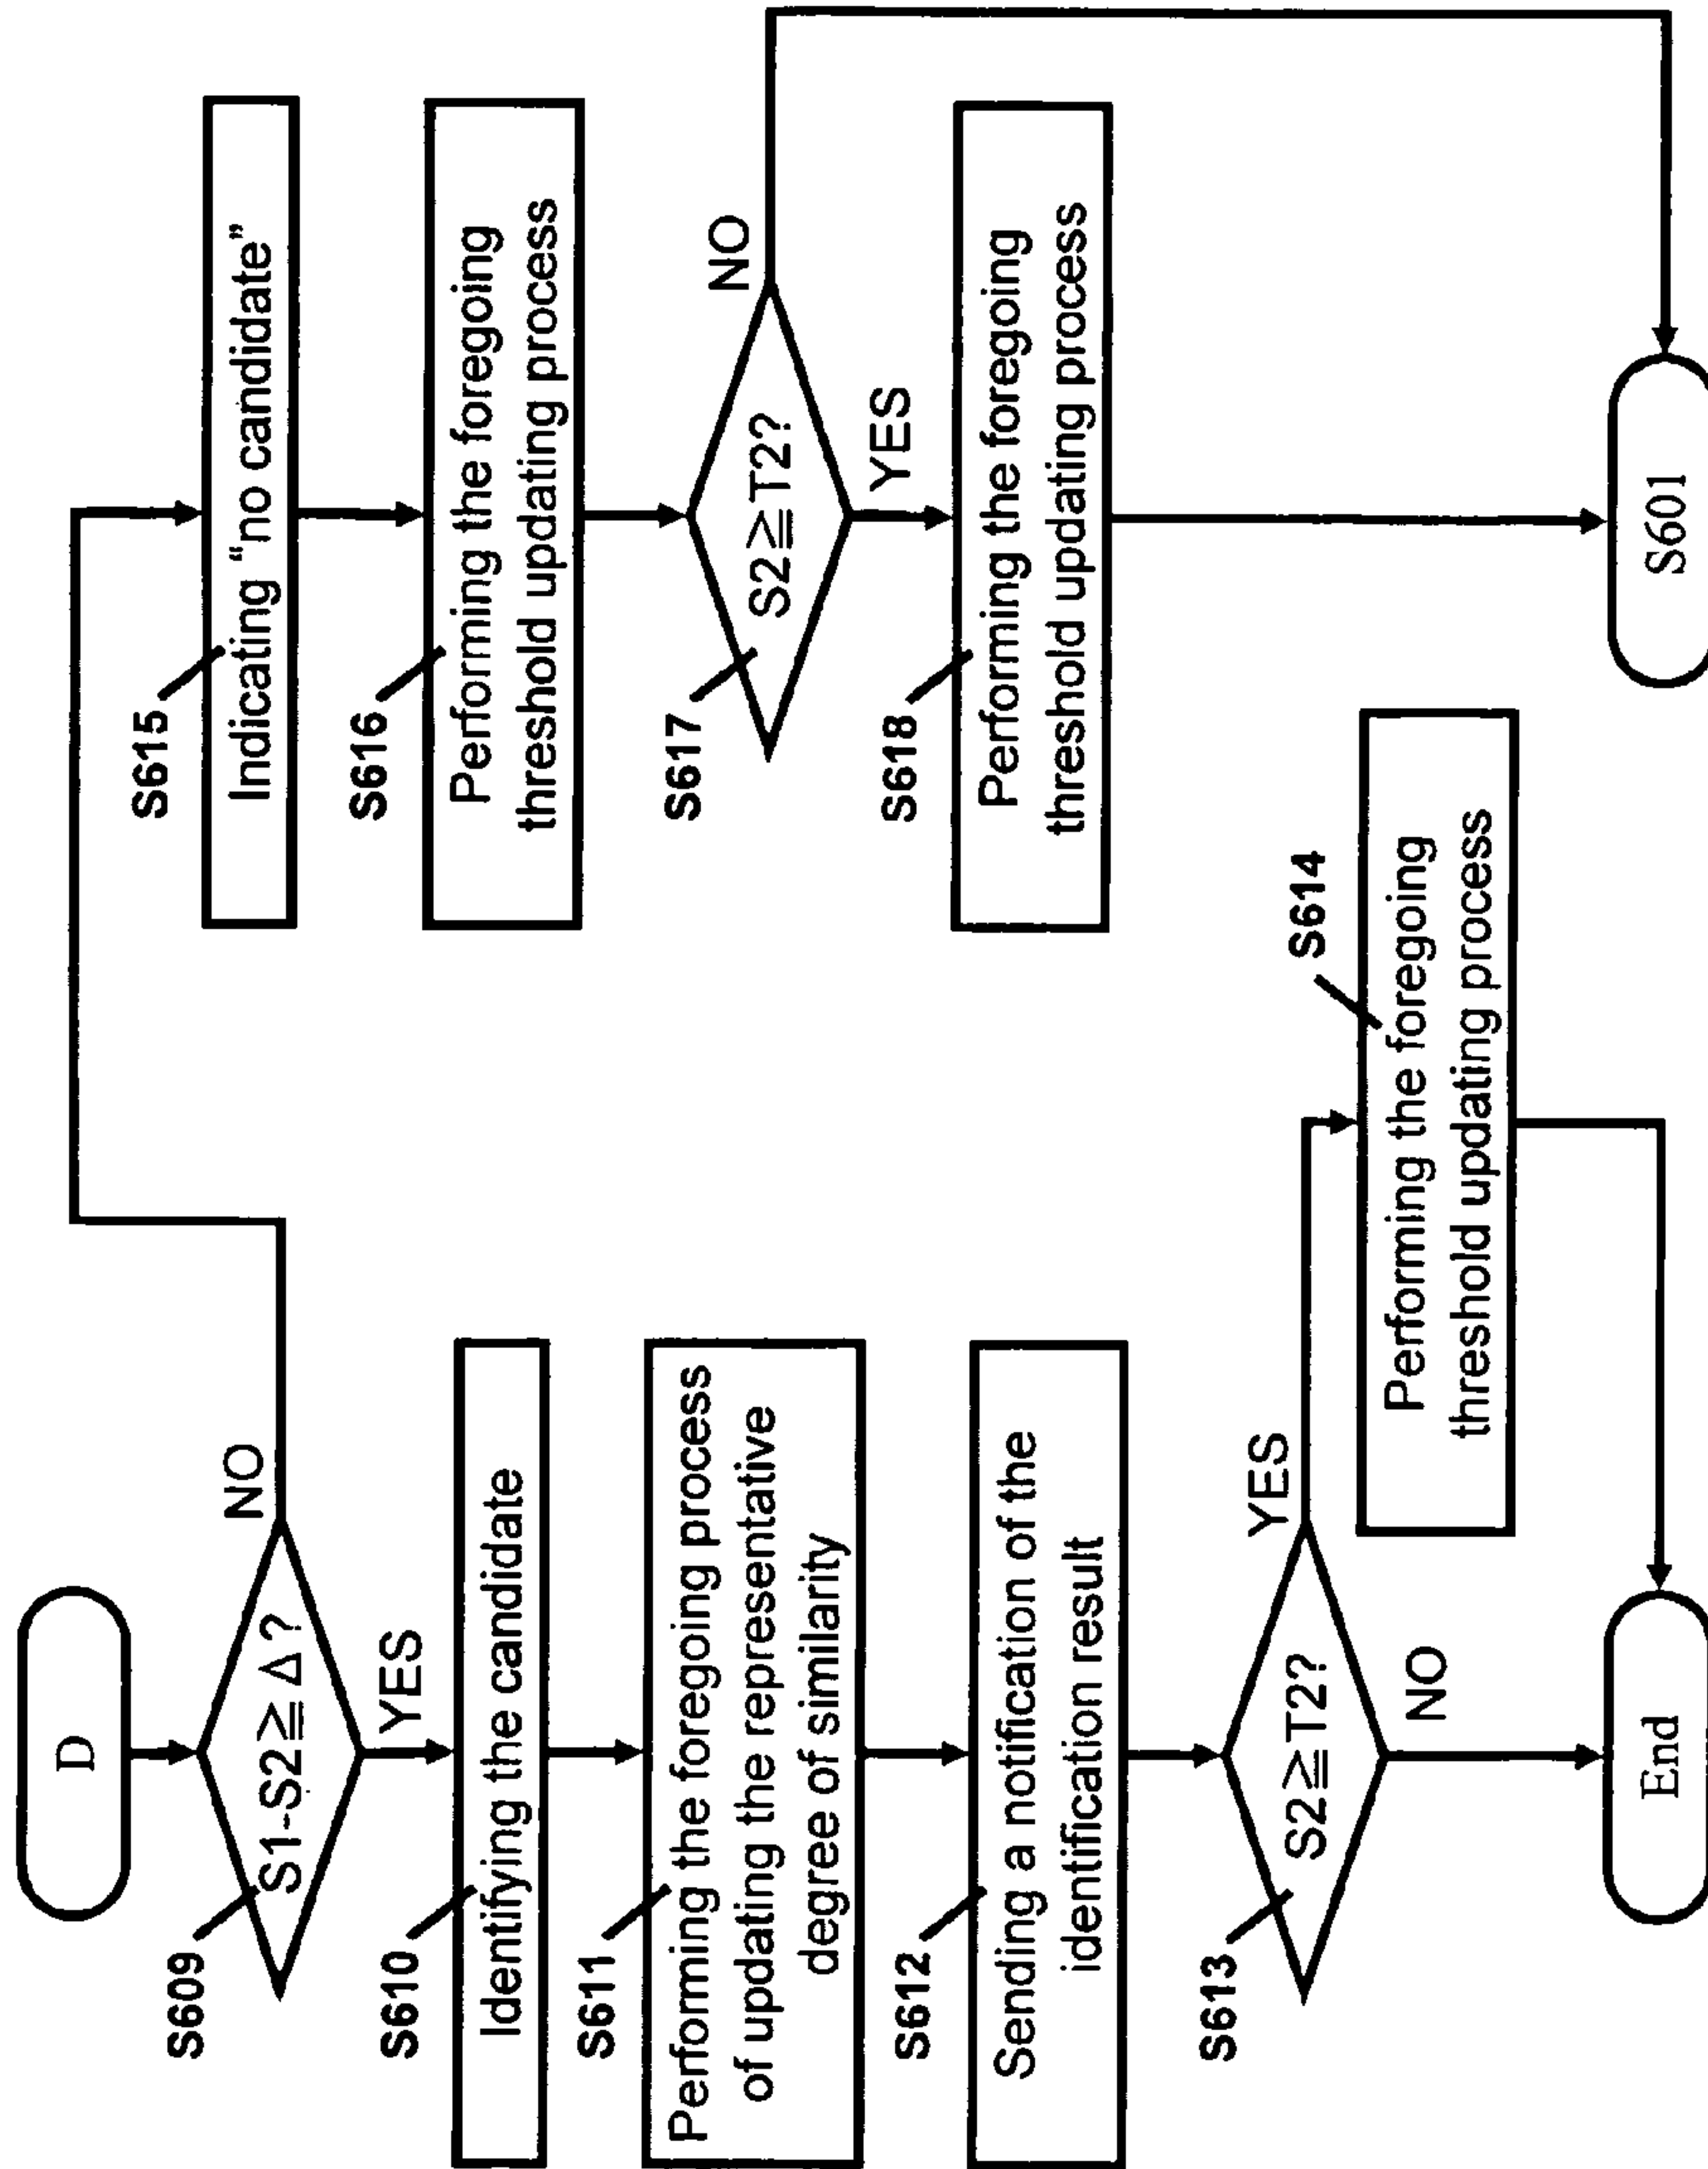 D
S609
S1-S2≧Δ?
NO
YES
S610
Identifying the candidate
S611
Performing the foregoing process
of updating the representative
degree of similarity
S612
Sending a notification of the
identification result
S613
S2≧T2?
YES
NO
S614
Performing the foregoing
threshold updating process
End
S615
Indicating “no candidate”
S616
Performing the foregoing
threshold updating process
S617
S2≧T2?
NO
YES
S618
Performing the foregoing
threshold updating process
S601